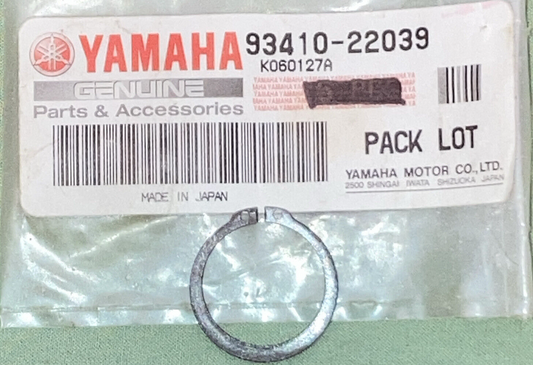 YAMAHA 93410-22039
K060127A
GENUINE
Parts & Accessories
PACK LOT
YAMAHA MOTOR CO., LTD.
2500 SHINGAI IWATA SHIZUOKA JAPAN
MADE IN JAPAN